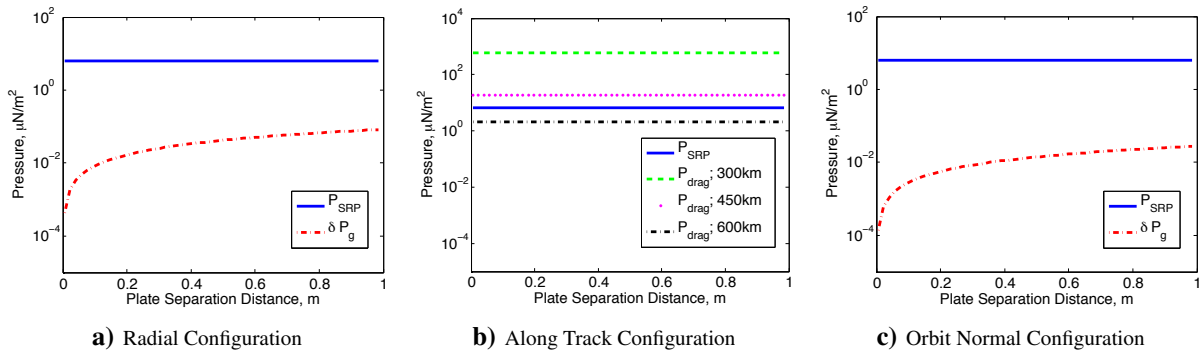 10^2
10^0
10^-2
10^-4
Pressure, μN/m^2
0
0.2
0.4
0.6
0.8
1
Plate Separation Distance, m
P_SRP
δ P_g
a) Radial Configuration
10^4
10^2
10^0
10^-2
10^-4
Pressure, μN/m^2
0
0.2
0.4
0.6
0.8
1
Plate Separation Distance, m
P_SRP
P_drag; 300km
P_drag; 450km
P_drag; 600km
b) Along Track Configuration
10^2
10^0
10^-2
10^-4
Pressure, μN/m^2
0
0.2
0.4
0.6
0.8
1
Plate Separation Distance, m
P_SRP
δ P_g
c) Orbit Normal Configuration